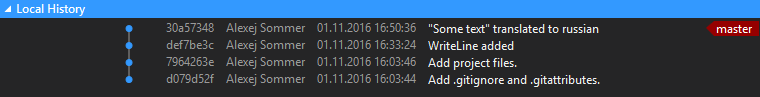 Local History
30a57348 Alexej Sommer 01.11.2016 16:50:36 "Some text" translated to russian master
def7be3c Alexej Sommer 01.11.2016 16:33:24 WriteLine added
7964263e Alexej Sommer 01.11.2016 16:03:46 Add project files.
d079d52f Alexej Sommer 01.11.2016 16:03:44 Add .gitignore and .gitattributes.